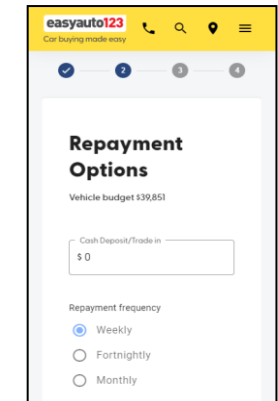 easyauto123
Car buying made easy
2
3
4
Repayment
Options
Vehicle budget $39,851
Cash Deposit/Trade in
$ 0
Repayment frequency
Weekly
Fortnightly
Monthly